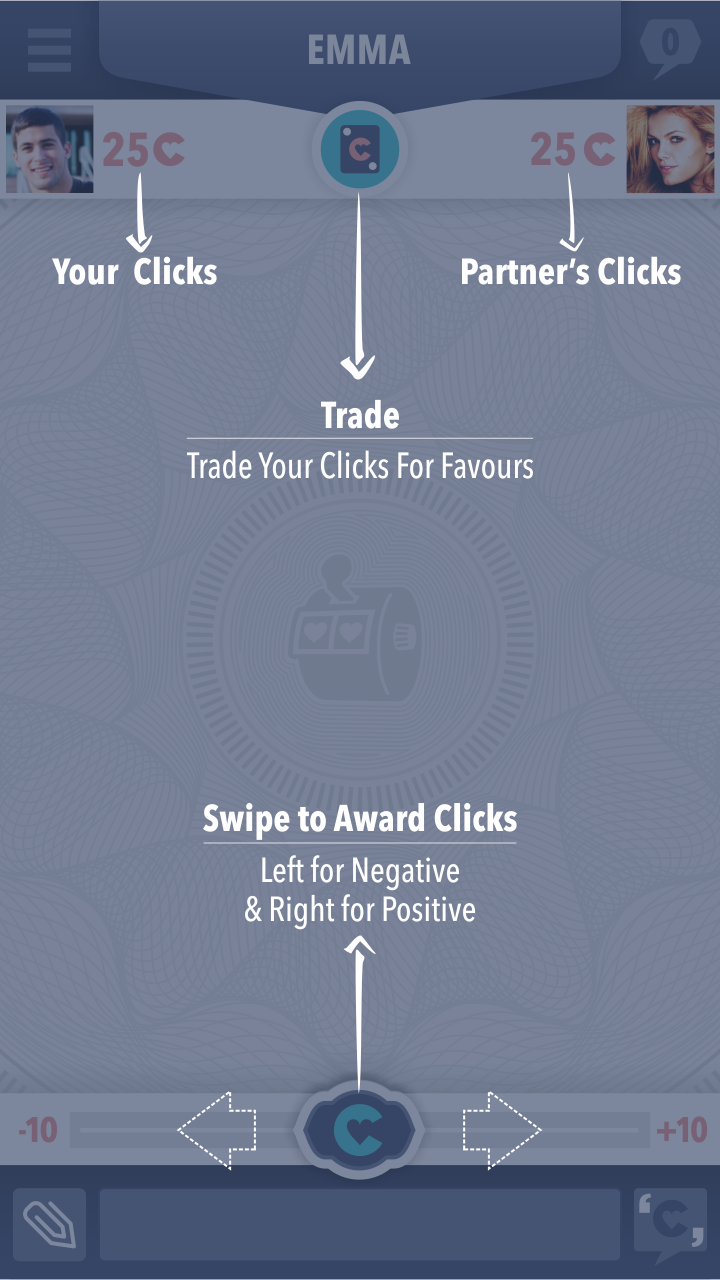 EMMA
0
25C
25C
Your Clicks
Partner’s Clicks
Trade
Trade Your Clicks For Favours
Swipe to Award Clicks
Left for Negative
& Right for Positive
-10
+10